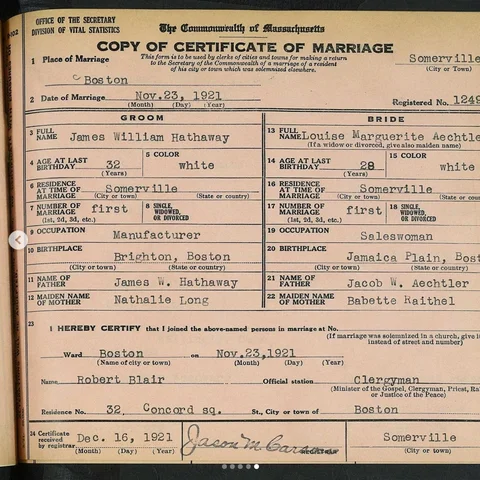 OFFICE OF THE SECRETARY
DIVISION OF VITAL STATISTICS
The Commonwealth of Massachusetts
COPY OF CERTIFICATE OF MARRIAGE
This form is to be used by clerks of cities and towns for making a return
to the Secretary of the Commonwealth of a marriage of a resident
of his city or town which was solemnized elsewhere.
Somerville
(City or Town)
1 Place of Marriage
Boston
2 Date of Marriage Nov.23, 1921
(Month) (Day) (Year)
Registered No. 1249
GROOM
BRIDE
3 FULL NAME James William Hathaway
13 FULL NAME Louise Marguerite Aechtle
(If a widow or divorced, give also maiden name)
4 AGE AT LAST BIRTHDAY 32
(Years)
5 COLOR
white
14 AGE AT LAST BIRTHDAY 28
(Years)
15 COLOR
white
6 RESIDENCE AT TIME OF MARRIAGE Somerville
(City or town) (State or country)
16 RESIDENCE AT TIME OF MARRIAGE Somerville
(City or town)
7 NUMBER OF MARRIAGE first
(1st, 2d, 3d, etc.)
8 SINGLE, WIDOWED, OR DIVORCED
17 NUMBER OF MARRIAGE first
(1st, 2d, 3d, etc.)
18 SINGLE, WIDOWED, OR DIVORCED
9 OCCUPATION Manufacturer
19 OCCUPATION Saleswoman
10 BIRTHPLACE Brighton, Boston
(City or town) (State or country)
20 BIRTHPLACE Jamaica Plain, Bost
(City or town) (State or country)
11 NAME OF FATHER James W. Hathaway
21 NAME OF FATHER Jacob W. Aechtler
12 MAIDEN NAME OF MOTHER Nathalie Long
22 MAIDEN NAME OF MOTHER Babette Raithel
23
I HEREBY CERTIFY that I joined the above-named persons in marriage at No.
(If marriage was solemnized in a church, give it
instead of street and number)
Ward Boston on Nov.23,1921
(Name of city or town) (Month) (Day) (Year)
Name Robert Blair Official station Clergyman
(Minister of the Gospel, Clergyman, Priest, Ra
or Justice of the Peace)
Residence No. 32, Concord sq. St., City or town of Boston
24 Certificate received by registrar Dec. 16, 1921
(Month) (Day) (Year)
Jason M. Carson
REGISTRAR
Somerville
(City or town)